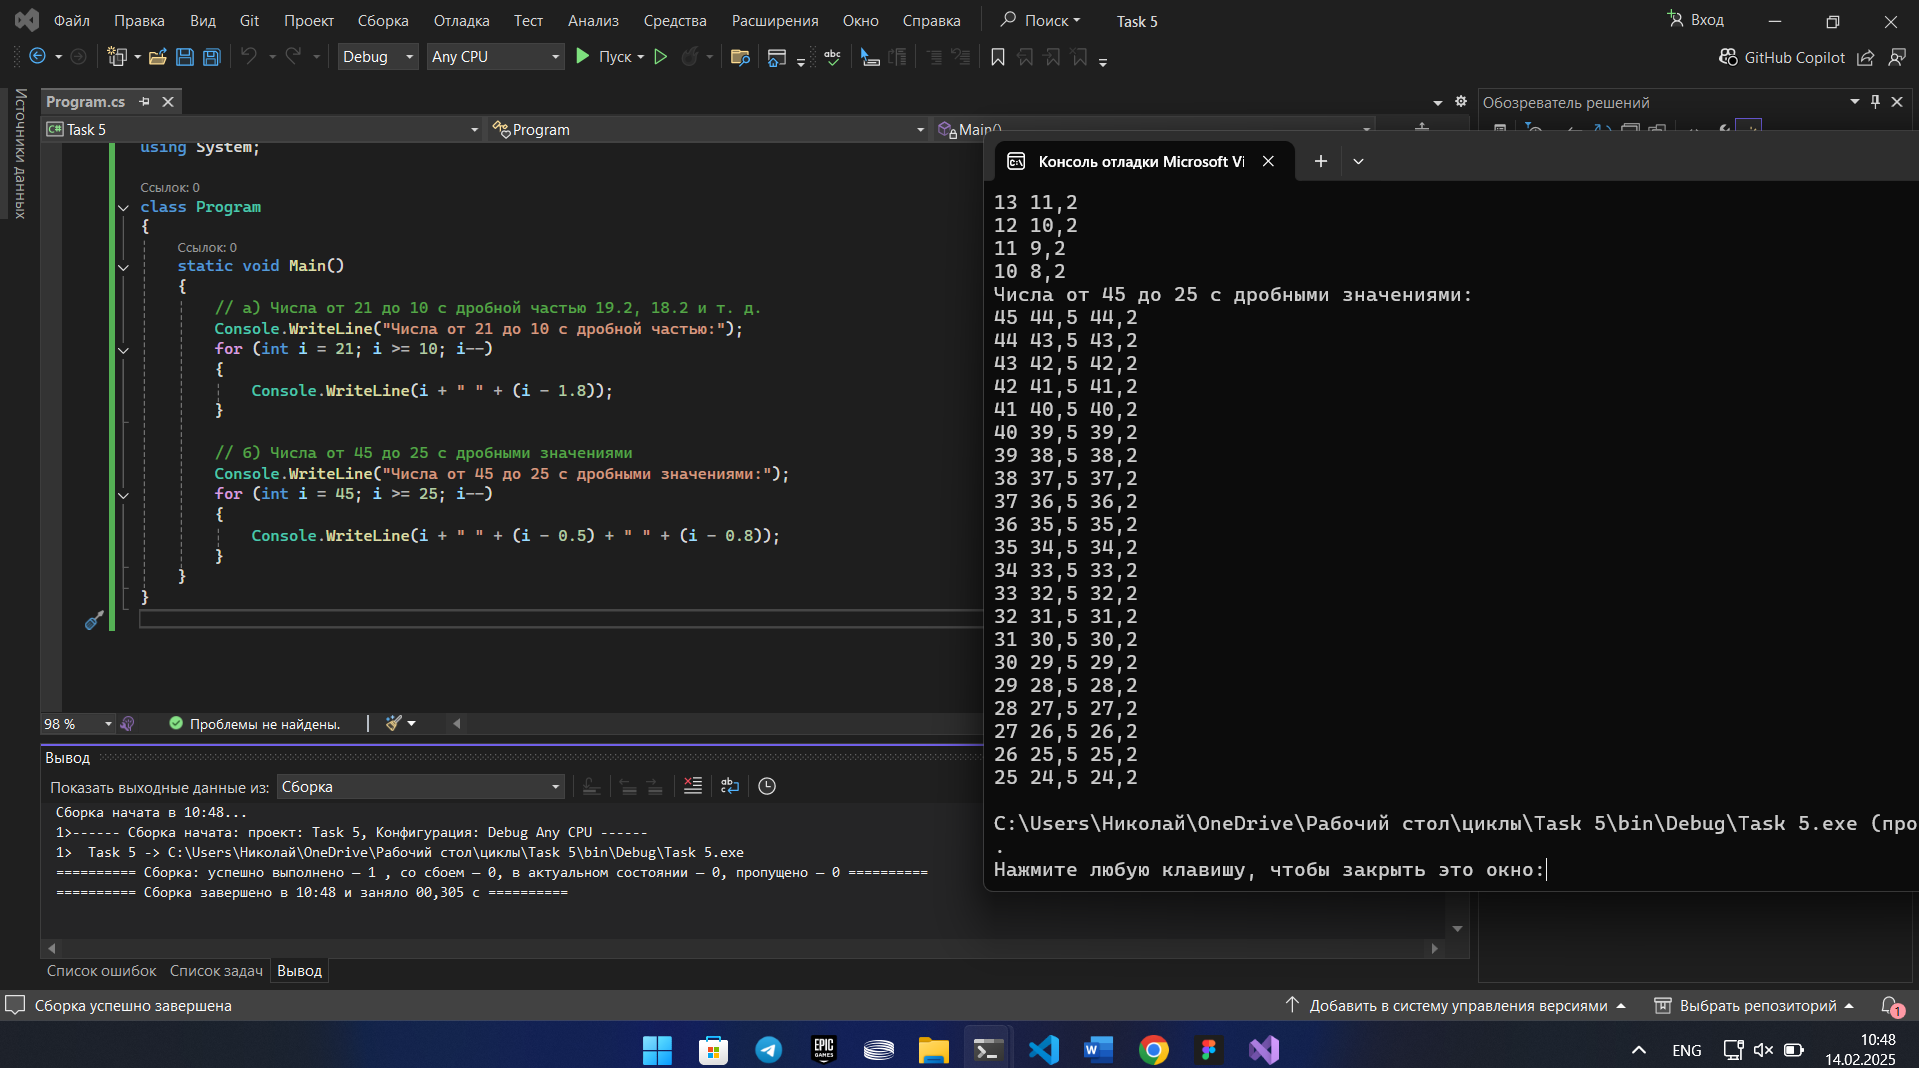 Файл Правка Вид Git Проект Сборка Отладка Тест Анализ Средства Расширения Окно Справка Поиск Task 5 Вход
Debug Any CPU Пуск GitHub Copilot
Источники данных
Program.cs
Обозреватель решений
Task 5 Program Main()
using System;
Ссылок: 0
class Program
{
Ссылок: 0
static void Main()
{
// а) Числа от 21 до 10 с дробной частью 19.2, 18.2 и т. д.
Console.WriteLine("Числа от 21 до 10 с дробной частью:");
for (int i = 21; i >= 10; i--)
{
Console.WriteLine(i + " " + (i - 1.8));
}
// б) Числа от 45 до 25 с дробными значениями
Console.WriteLine("Числа от 45 до 25 с дробными значениями:");
for (int i = 45; i >= 25; i--)
{
Console.WriteLine(i + " " + (i - 0.5) + " " + (i - 0.8));
}
}
}
98 % Проблемы не найдены.
Вывод
Показать выходные данные из: Сборка
Сборка начата в 10:48...
1>------ Сборка начата: проект: Task 5, Конфигурация: Debug Any CPU ------
1>  Task 5 -> C:\Users\Николай\OneDrive\Рабочий стол\циклы\Task 5\bin\Debug\Task 5.exe
========== Сборка: успешно выполнено — 1 , со сбоем — 0, в актуальном состоянии — 0, пропущено — 0 ==========
========== Сборка завершено в 10:48 и заняло 00,305 с ==========
Список ошибок Список задач Вывод
Консоль отладки Microsoft Vi
13 11,2
12 10,2
11 9,2
10 8,2
Числа от 45 до 25 с дробными значениями:
45 44,5 44,2
44 43,5 43,2
43 42,5 42,2
42 41,5 41,2
41 40,5 40,2
40 39,5 39,2
39 38,5 38,2
38 37,5 37,2
37 36,5 36,2
36 35,5 35,2
35 34,5 34,2
34 33,5 33,2
33 32,5 32,2
32 31,5 31,2
31 30,5 30,2
30 29,5 29,2
29 28,5 28,2
28 27,5 27,2
27 26,5 26,2
26 25,5 25,2
25 24,5 24,2
C:\Users\Николай\OneDrive\Рабочий стол\циклы\Task 5\bin\Debug\Task 5.exe (про
.
Нажмите любую клавишу, чтобы закрыть это окно:
Сборка успешно завершена Добавить в систему управления версиями Выбрать репозиторий 1
EPIC GAMES
ENG 10:48
14.02.2025